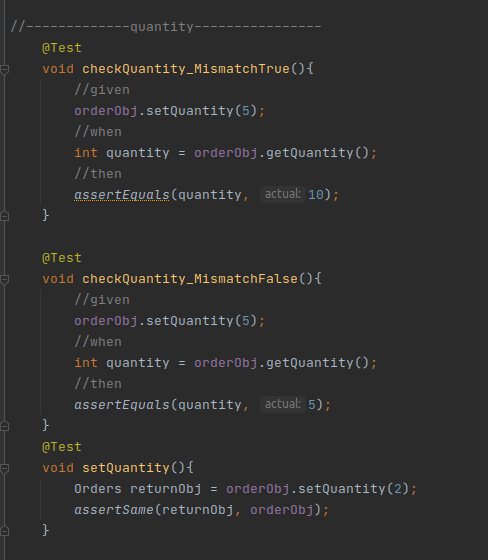 //-------------quantity----------------
@Test
void checkQuantity_MismatchTrue(){
//given
orderObj.setQuantity(5);
//when
int quantity = orderObj.getQuantity();
//then
assertEquals(quantity, actual: 10);
}
@Test
void checkQuantity_MismatchFalse(){
//given
orderObj.setQuantity(5);
//when
int quantity = orderObj.getQuantity();
//then
assertEquals(quantity, actual: 5);
}
@Test
void setQuantity(){
Orders returnObj = orderObj.setQuantity(2);
assertSame(returnObj, orderObj);
}